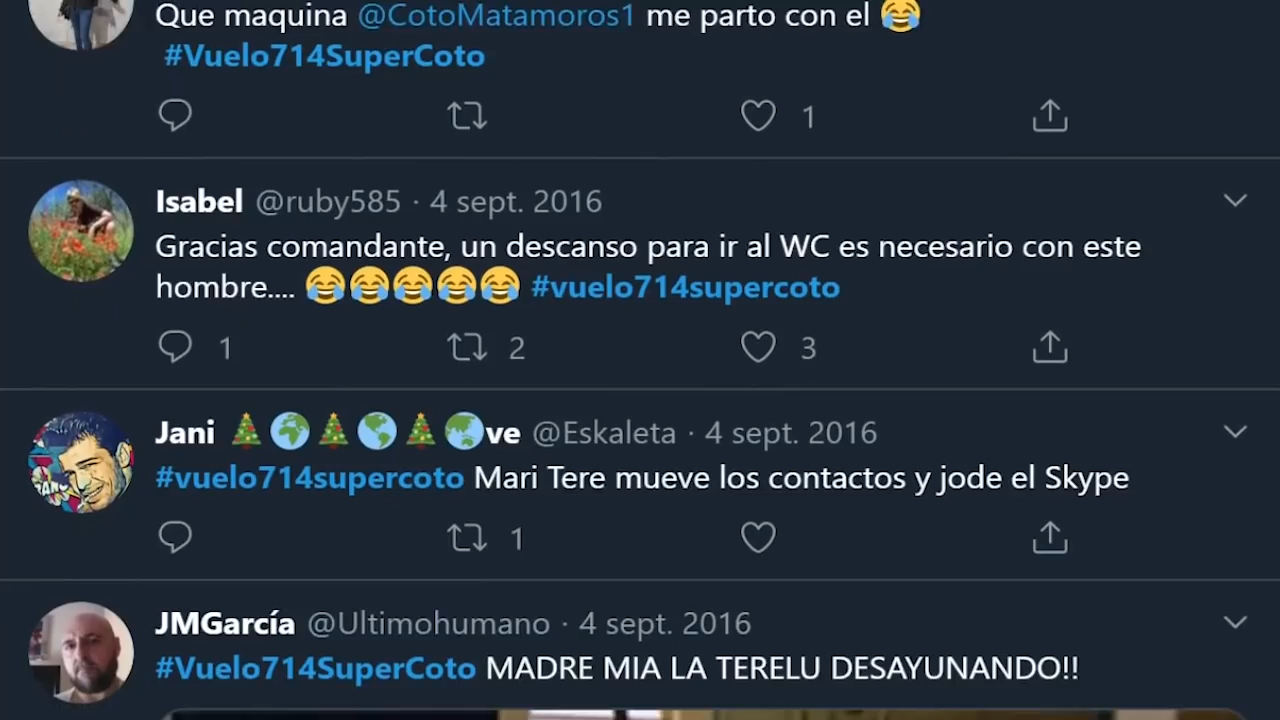 Que maquina @CotoMatamoros1 me parto con el 😂
#Vuelo714SuperCoto
1
Isabel @ruby585 · 4 sept. 2016
Gracias comandante, un descanso para ir al WC es necesario con este
hombre.... 😂😂😂😂😂 #vuelo714supercoto
1 2 3
Jani 🎄🌍🎄🌎🎄🌏ve @Eskaleta · 4 sept. 2016
#vuelo714supercoto Mari Tere mueve los contactos y jode el Skype
1
JMGarcía @Ultimohumano · 4 sept. 2016
#Vuelo714SuperCoto MADRE MIA LA TERELU DESAYUNANDO!!